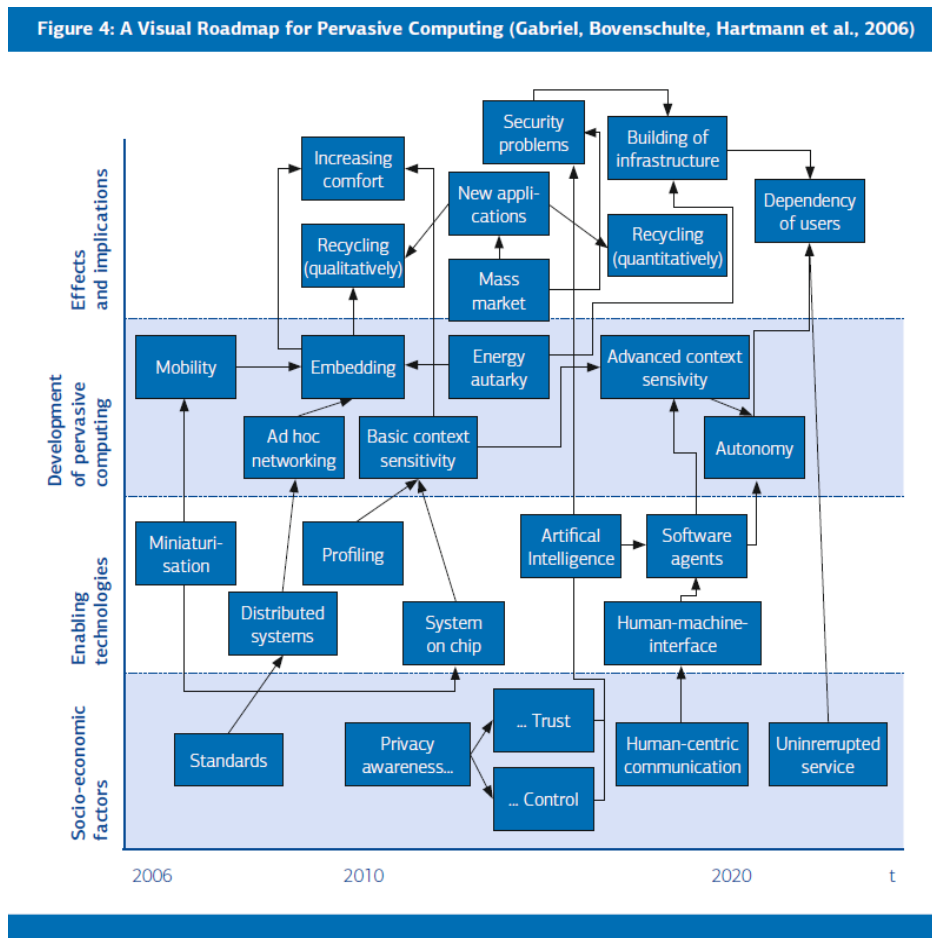 Figure 4: A Visual Roadmap for Pervasive Computing (Gabriel, Bovenschulte, Hartmann et al., 2006)
Effects
and implications
Security
problems
Building of
infrastructure
Increasing
comfort
New appli-
cations
Dependency
of users
Recycling
(qualitatively)
Recycling
(quantitatively)
Mass
market
Development
of pervasive
computing
Mobility
Embedding
Energy
autarky
Advanced context
sensivity
Ad hoc
networking
Basic context
sensitivity
Autonomy
Enabling
technologies
Miniaturi-
sation
Profiling
Artifical
Intelligence
Software
agents
Distributed
systems
System
on chip
Human-machine-
interface
Socio-economic
factors
Standards
Privacy
awareness...
... Trust
... Control
Human-centric
communication
Uninrerrupted
service
2006
2010
2020
t